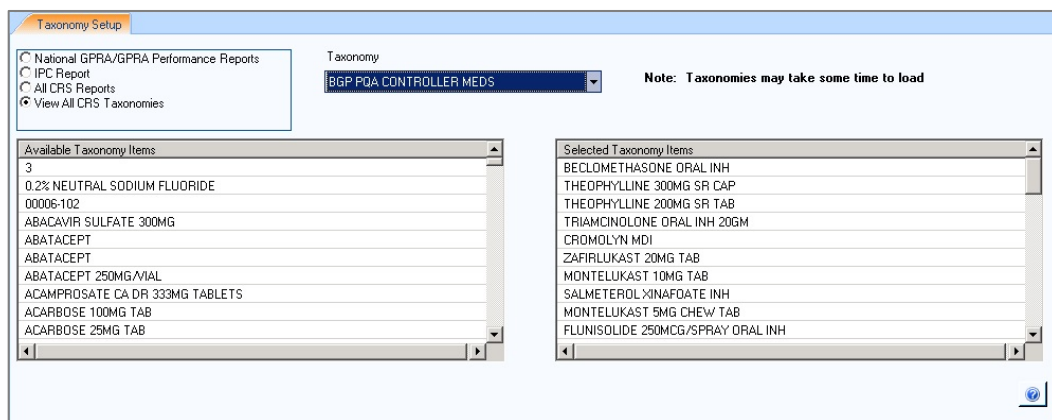 Taxonomy Setup
National GPRA/GPRA Performance Reports
IPC Report
All CRS Reports
View All CRS Taxonomies
Taxonomy
BGP PQA CONTROLLER MEDS
Note: Taxonomies may take some time to load
Available Taxonomy Items
3
0.2% NEUTRAL SODIUM FLUORIDE
00006-102
ABACAVIR SULFATE 300MG
ABATACEPT
ABATACEPT
ABATACEPT 250MG/VIAL
ACAMPROSATE CA DR 333MG TABLETS
ACARBOSE 100MG TAB
ACARBOSE 25MG TAB
Selected Taxonomy Items
BECLOMETHASONE ORAL INH
THEOPHYLLINE 300MG SR CAP
THEOPHYLLINE 200MG SR TAB
TRIAMCINOLONE ORAL INH 20GM
CROMOLYN MDI
ZAFIRLUKAST 20MG TAB
MONTELUKAST 10MG TAB
SALMETEROL XINAFOATE INH
MONTELUKAST 5MG CHEW TAB
FLUNISOLIDE 250MCG/SPRAY ORAL INH